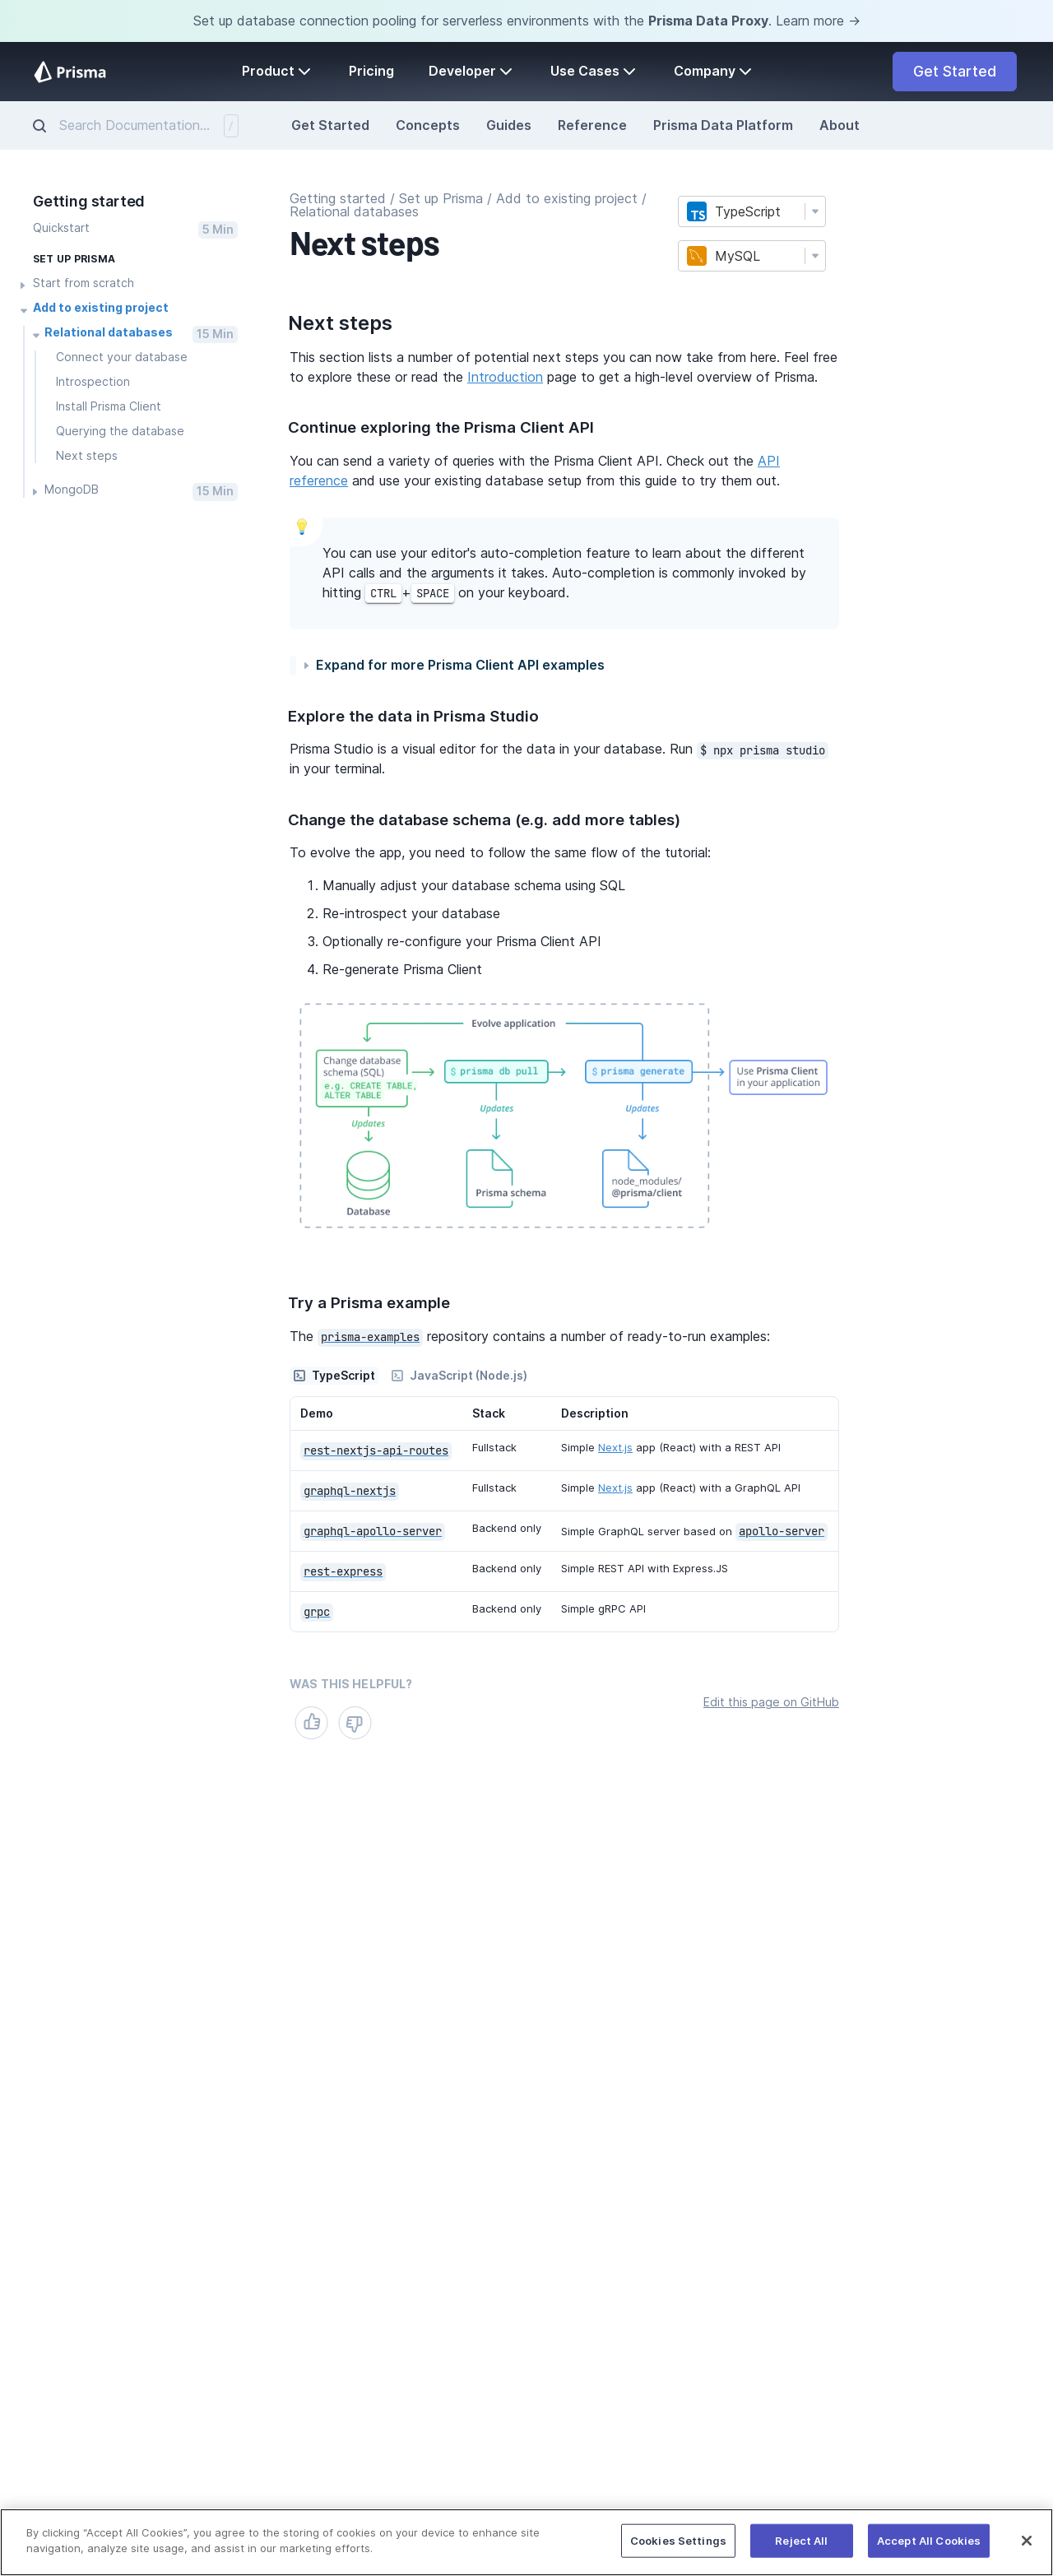 Set up database connection pooling for serverless environments with the Prisma Data Proxy. Learn more →
Prisma
Product
Pricing
Developer
Use Cases
Company
Get Started
Search Documentation...
/
Get Started
Concepts
Guides
Reference
Prisma Data Platform
About
Getting started
Quickstart
5 Min
SET UP PRISMA
Start from scratch
Add to existing project
Relational databases
15 Min
Connect your database
Introspection
Install Prisma Client
Querying the database
Next steps
MongoDB
15 Min
Getting started / Set up Prisma / Add to existing project /
Relational databases
Next steps
TS TypeScript
MySQL
Next steps
This section lists a number of potential next steps you can now take from here. Feel free
to explore these or read the Introduction page to get a high-level overview of Prisma.
Continue exploring the Prisma Client API
You can send a variety of queries with the Prisma Client API. Check out the API
reference and use your existing database setup from this guide to try them out.
You can use your editor's auto-completion feature to learn about the different
API calls and the arguments it takes. Auto-completion is commonly invoked by
hitting CTRL+SPACE on your keyboard.
Expand for more Prisma Client API examples
Explore the data in Prisma Studio
Prisma Studio is a visual editor for the data in your database. Run $ npx prisma studio
in your terminal.
Change the database schema (e.g. add more tables)
To evolve the app, you need to follow the same flow of the tutorial:
1. Manually adjust your database schema using SQL
2. Re-introspect your database
3. Optionally re-configure your Prisma Client API
4. Re-generate Prisma Client
Evolve application
Change database
schema (SQL)
e.g. CREATE TABLE,
ALTER TABLE
$ prisma db pull
$ prisma generate
Use Prisma Client
in your application
Updates
Updates
Updates
Database
Prisma schema
node_modules/
@prisma/client
Try a Prisma example
The prisma-examples repository contains a number of ready-to-run examples:
TypeScript
JavaScript (Node.js)
Demo Stack Description
rest-nextjs-api-routes Fullstack Simple Next.js app (React) with a REST API
graphql-nextjs Fullstack Simple Next.js app (React) with a GraphQL API
graphql-apollo-server Backend only Simple GraphQL server based on apollo-server
rest-express Backend only Simple REST API with Express.JS
grpc Backend only Simple gRPC API
WAS THIS HELPFUL?
Edit this page on GitHub
By clicking “Accept All Cookies”, you agree to the storing of cookies on your device to enhance site
navigation, analyze site usage, and assist in our marketing efforts.
Cookies Settings
Reject All
Accept All Cookies